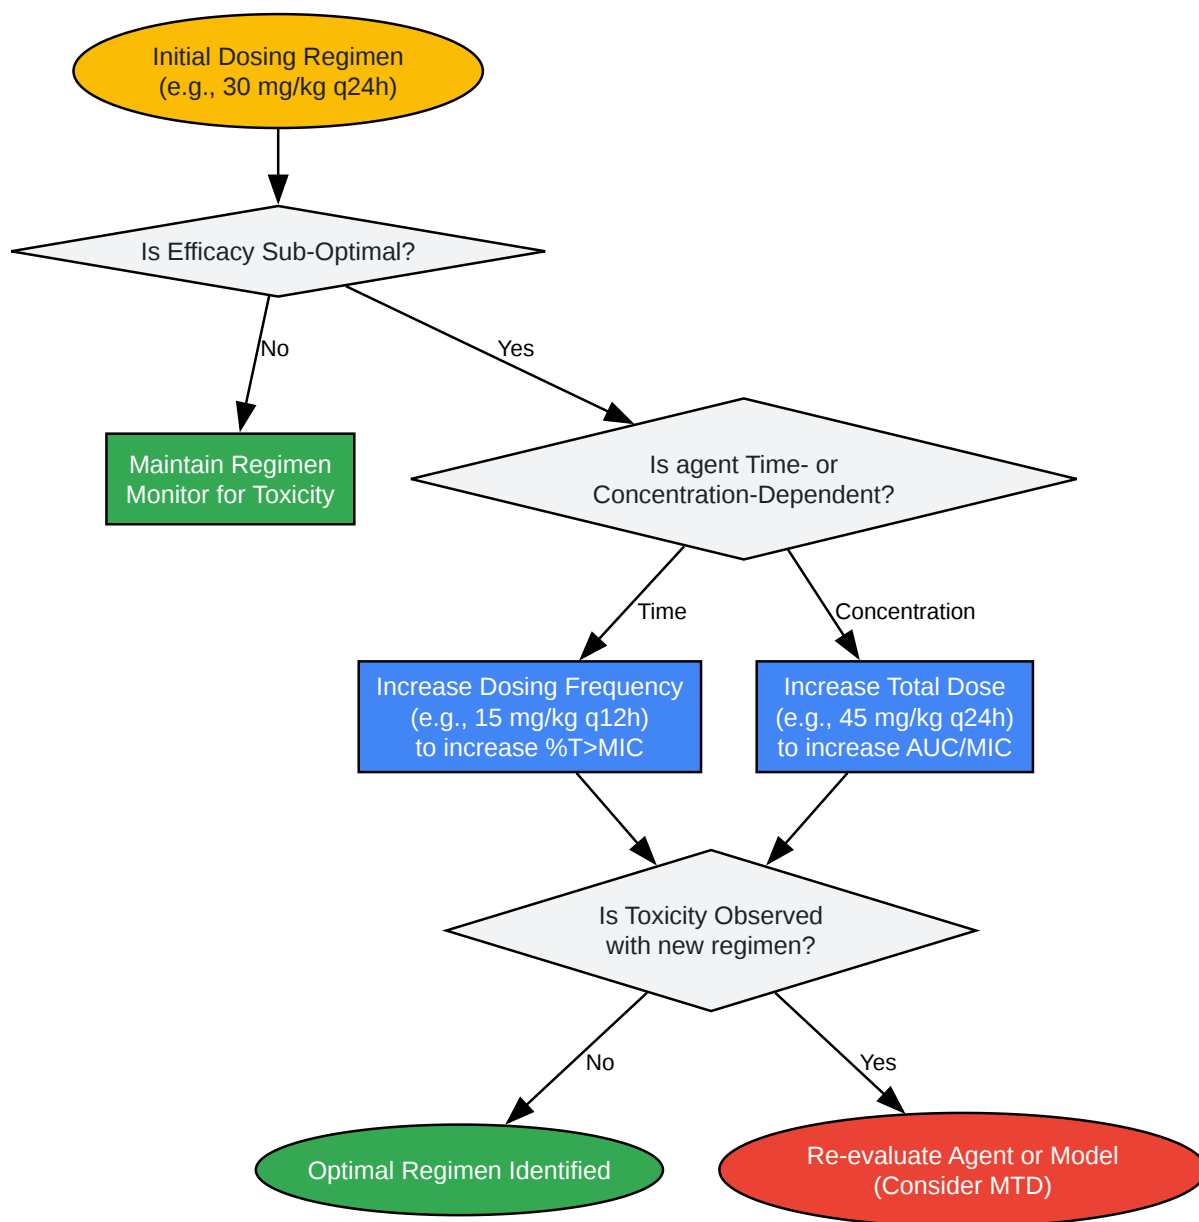 Initial Dosing Regimen
(e.g., 30 mg/kg q24h)
Is Efficacy Sub-Optimal?
No
Yes
Maintain Regimen
Monitor for Toxicity
Is agent Time- or
Concentration-Dependent?
Time
Concentration
Increase Dosing Frequency
(e.g., 15 mg/kg q12h)
to increase %T>MIC
Increase Total Dose
(e.g., 45 mg/kg q24h)
to increase AUC/MIC
Is Toxicity Observed
with new regimen?
No
Yes
Optimal Regimen Identified
Re-evaluate Agent or Model
(Consider MTD)